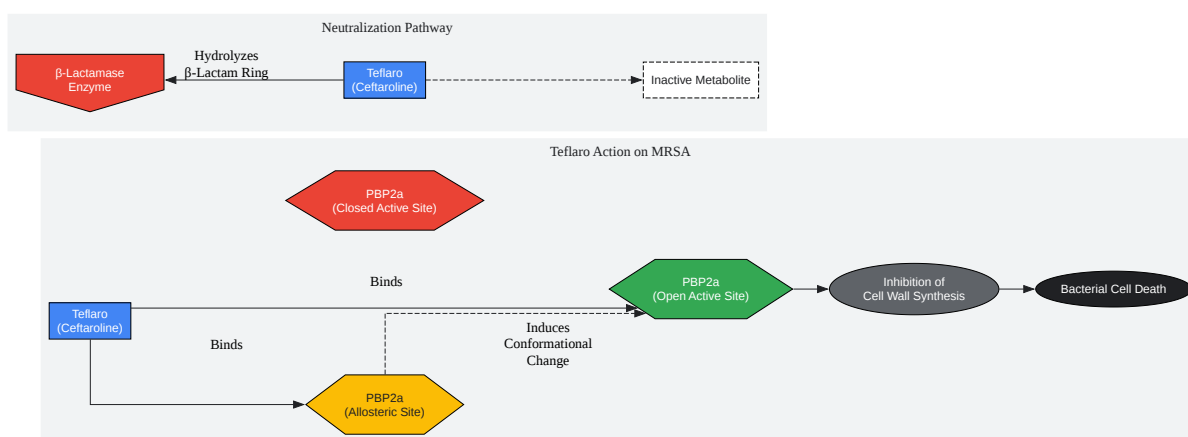 Neutralization Pathway
Hydrolyzes
β-Lactam Ring
β-Lactamase
Enzyme
Teflaro
(Ceftaroline)
Inactive Metabolite
Teflaro Action on MRSA
PBP2a
(Closed Active Site)
Binds
PBP2a
(Open Active Site)
Inhibition of
Cell Wall Synthesis
Bacterial Cell Death
Teflaro
(Ceftaroline)
Binds
Induces
Conformational
Change
PBP2a
(Allosteric Site)